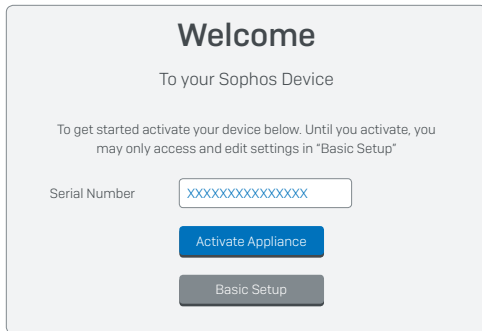 Welcome
To your Sophos Device
To get started activate your device below. Until you activate, you
may only access and edit settings in “Basic Setup”
Serial Number XXXXXXXXXXXXXXX
Activate Appliance
Basic Setup